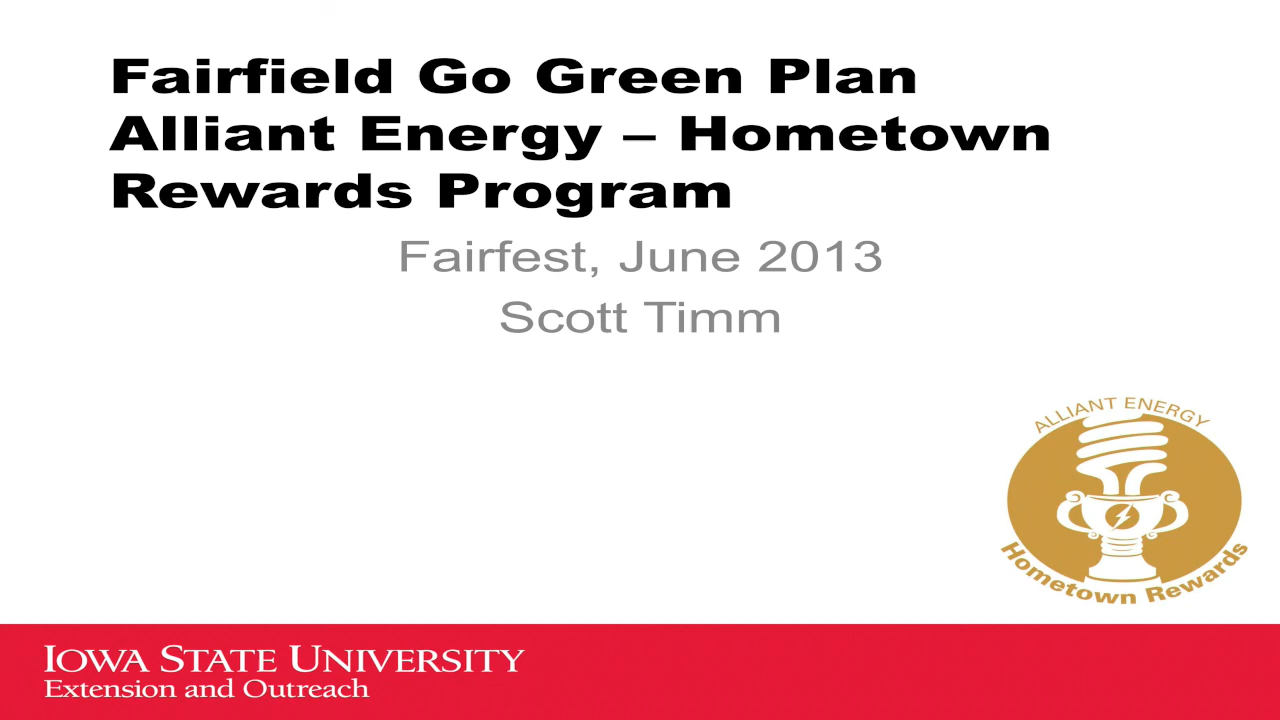 Fairfield Go Green Plan
Alliant Energy – Hometown
Rewards Program
Fairfest, June 2013
Scott Timm
ALLIANT ENERGY
Hometown Rewards
IOWA STATE UNIVERSITY
Extension and Outreach